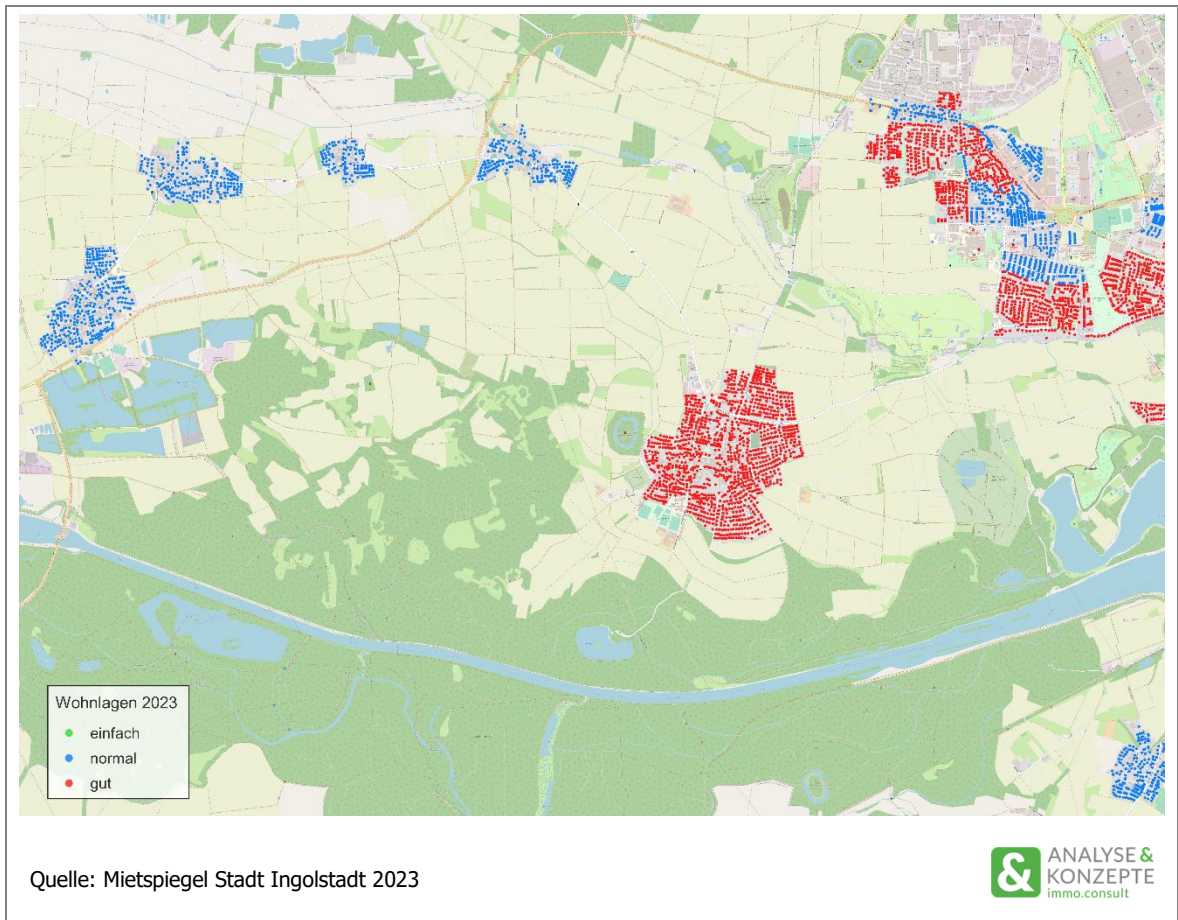 Wohnlagen 2023
einfach
normal
gut
Quelle: Mietspiegel Stadt Ingolstadt 2023
& ANALYSE &
KONZEPTE
immo.consult